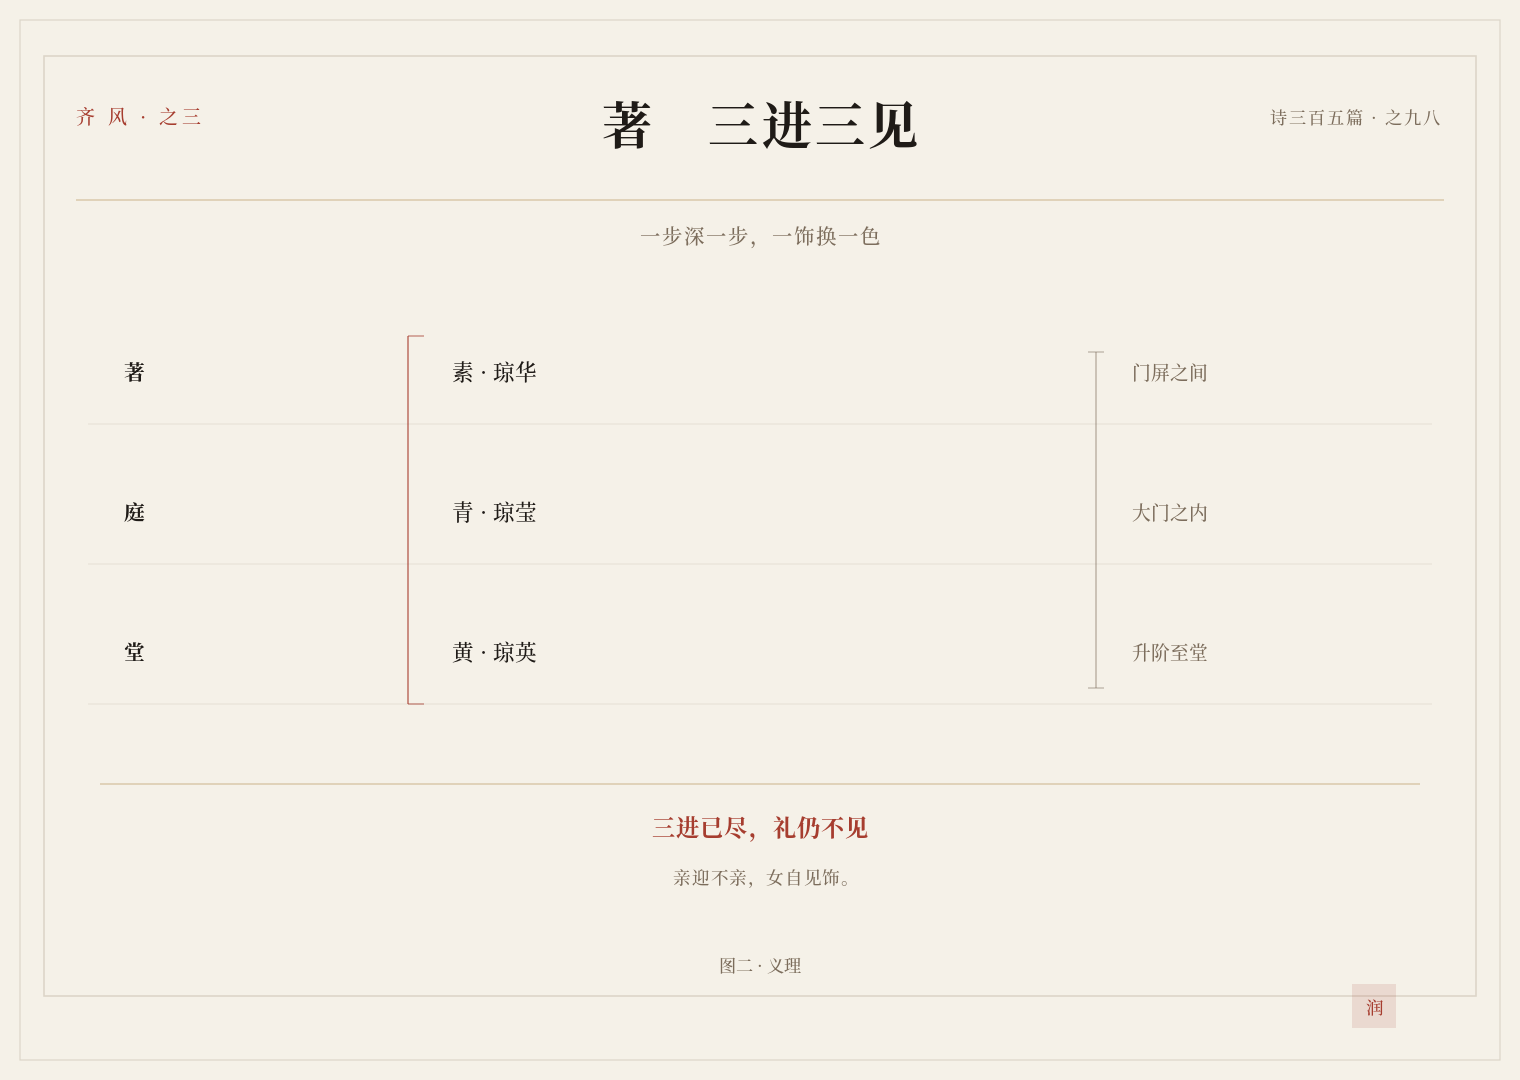 齐 风 · 之三
著 三进三见
诗三百五篇 · 之九八
一步深一步，一饰换一色
著 素 · 琼华 门屏之间
庭 青 · 琼莹 大门之内
堂 黄 · 琼英 升阶至堂
三进已尽，礼仍不见
亲迎不亲，女自见饰。
图二 · 义理
润